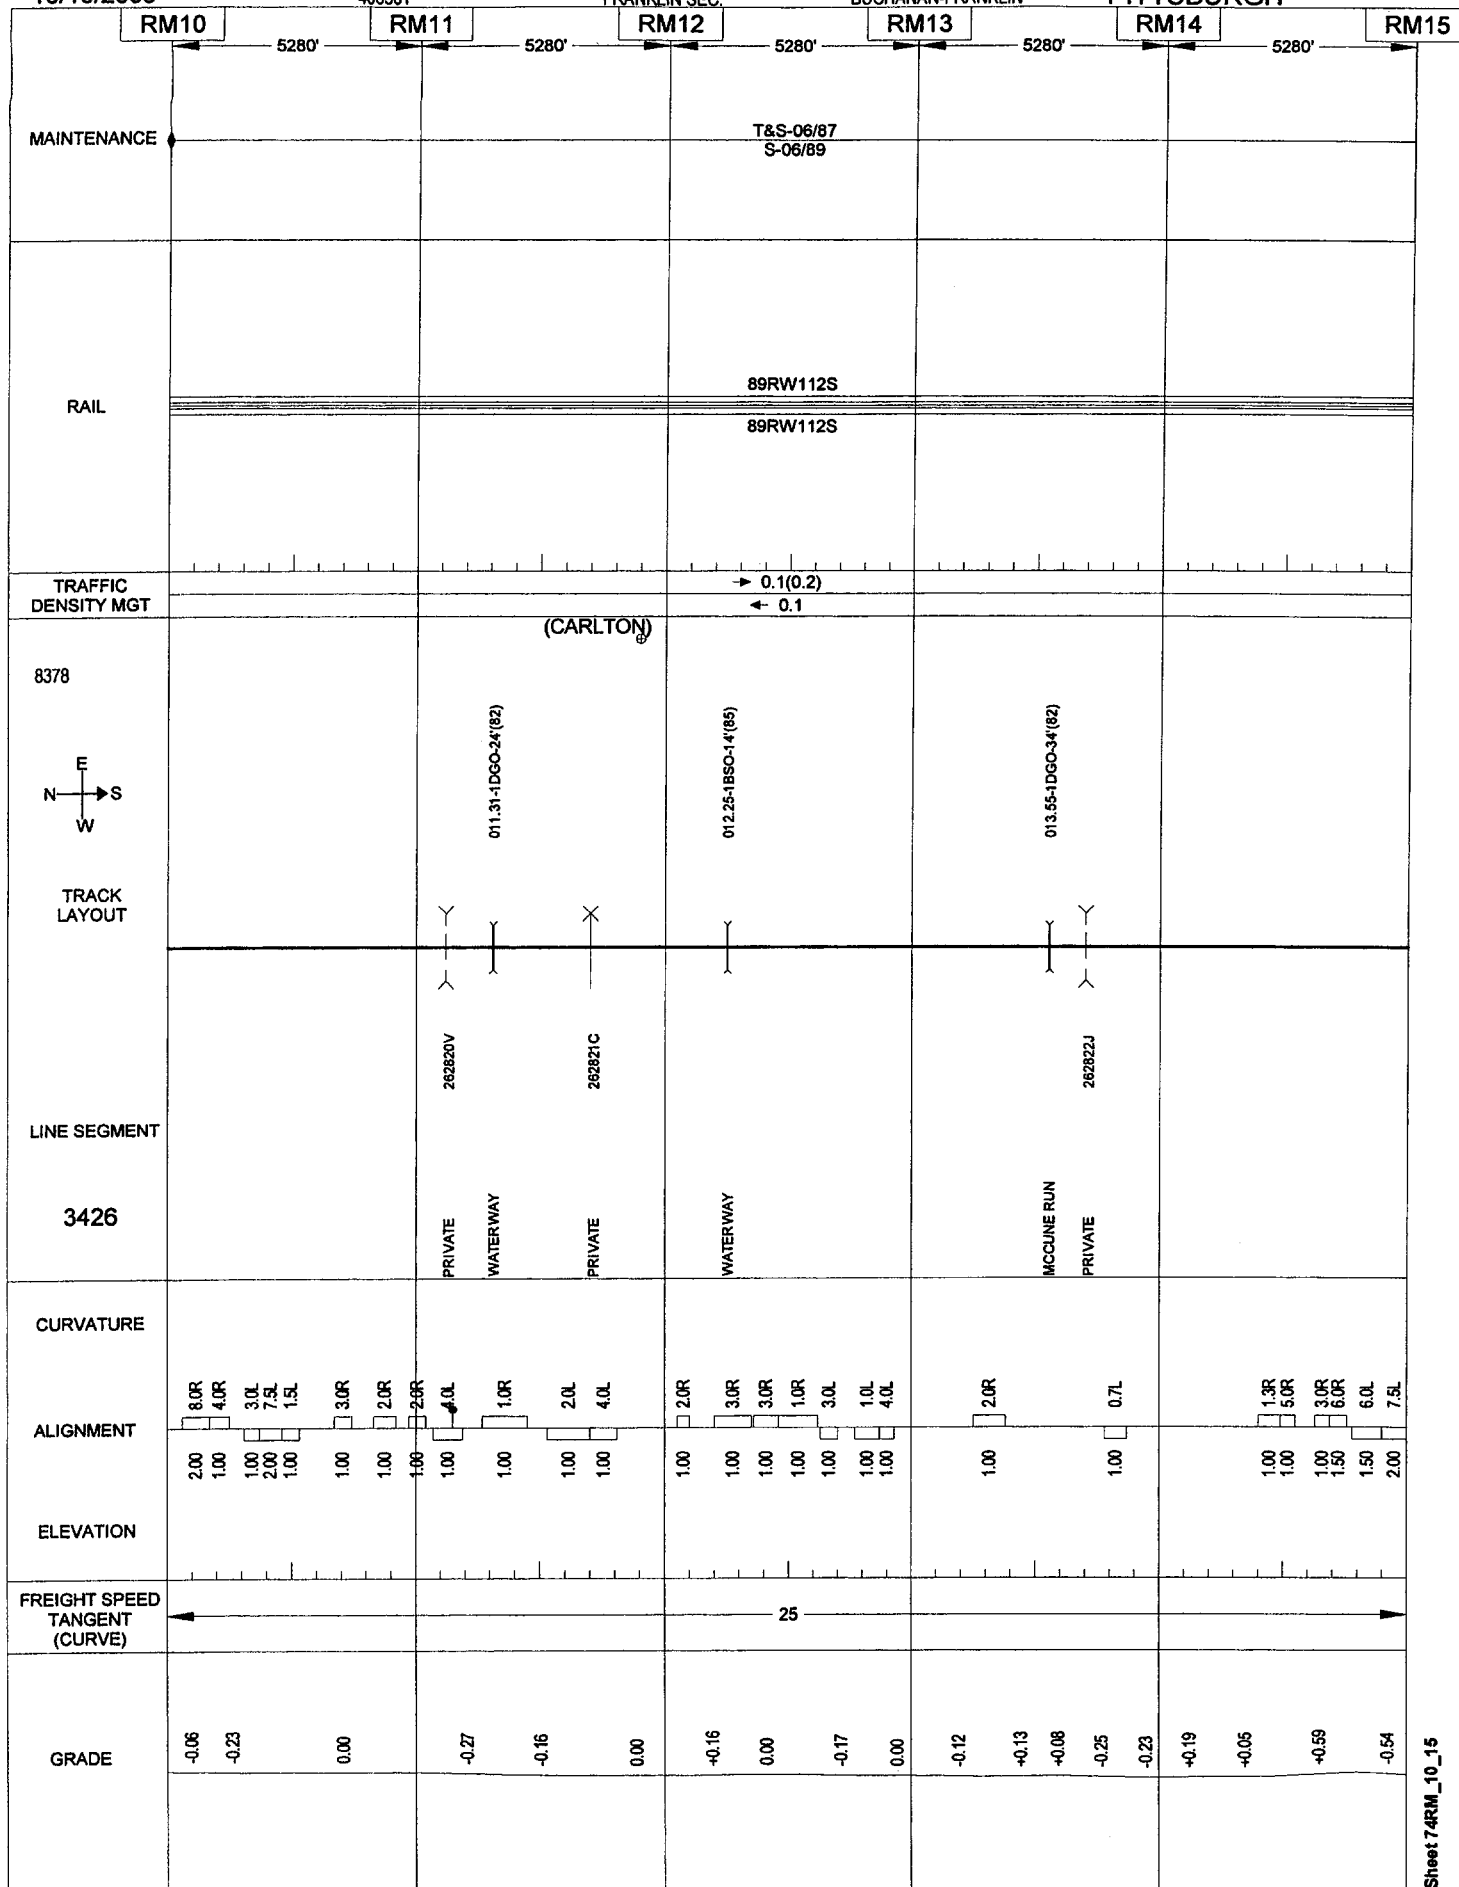 FRANKLIN SEC.
BUCHANAN-FRANKLIN
PITTSBURGH
RM10 RM11 RM12 RM13 RM14 RM15
5280' 5280' 5280' 5280' 5280'
MAINTENANCE
T&S-06/87
S-06/89
RAIL
89RW112S
89RW112S
TRAFFIC
DENSITY MGT
0.1(0.2)
0.1
(CARLTON)
8378
E
N S
W
011.31-1DGO-24'(82)
012.25-1BSO-14'(85)
013.55-1DGO-34'(82)
TRACK
LAYOUT
262820V
262821C
262822J
LINE SEGMENT
3426
PRIVATE
WATERWAY
PRIVATE
WATERWAY
MCCUNE RUN
PRIVATE
CURVATURE
8.0R 4.0R 3.0L 7.5L 1.5L 3.0R 2.0R 2.0R 4.0L 1.0R 2.0L 4.0L 2.0R 3.0R 3.0R 1.0R 3.0L 1.0L 4.0L 2.0R 0.7L 1.3R 5.0R 3.0R 6.0R 6.0L 7.5L
ALIGNMENT
2.00 1.00 1.00 2.00 1.00 1.00 1.00 1.00 1.00 1.00 1.00 1.00 1.00 1.00 1.00 1.00 1.00 1.00 1.00 1.00 1.00 1.00 1.00 1.00 1.50 1.50 2.00
ELEVATION
FREIGHT SPEED
TANGENT
(CURVE)
25
GRADE
-0.06 -0.23 0.00 -0.27 -0.16 0.00 +0.16 0.00 -0.17 0.00 -0.12 +0.13 +0.08 -0.25 -0.23 +0.19 +0.05 +0.59 -0.54
Sheet 74RM_10_15